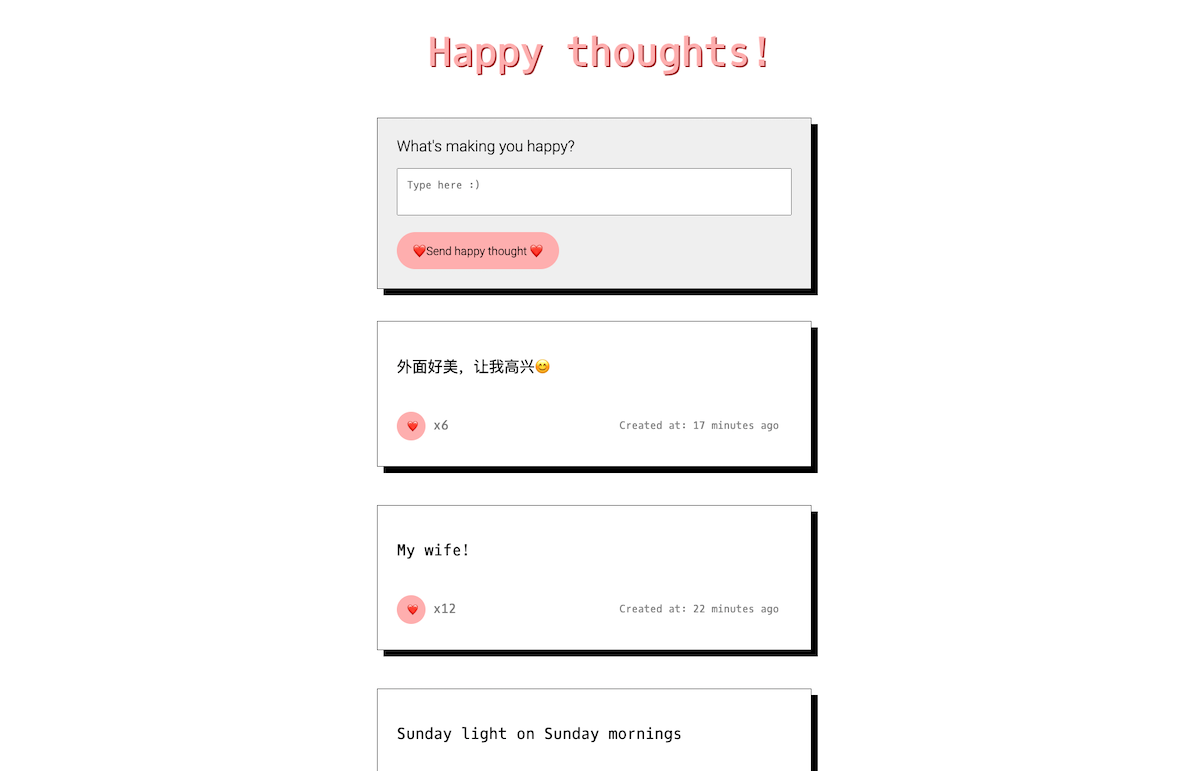 Happy thoughts!
What's making you happy?
Type here :)
❤️Send happy thought ❤️
外面好美，让我高兴😊
❤️ x6 Created at: 17 minutes ago
My wife!
❤️ x12 Created at: 22 minutes ago
Sunday light on Sunday mornings